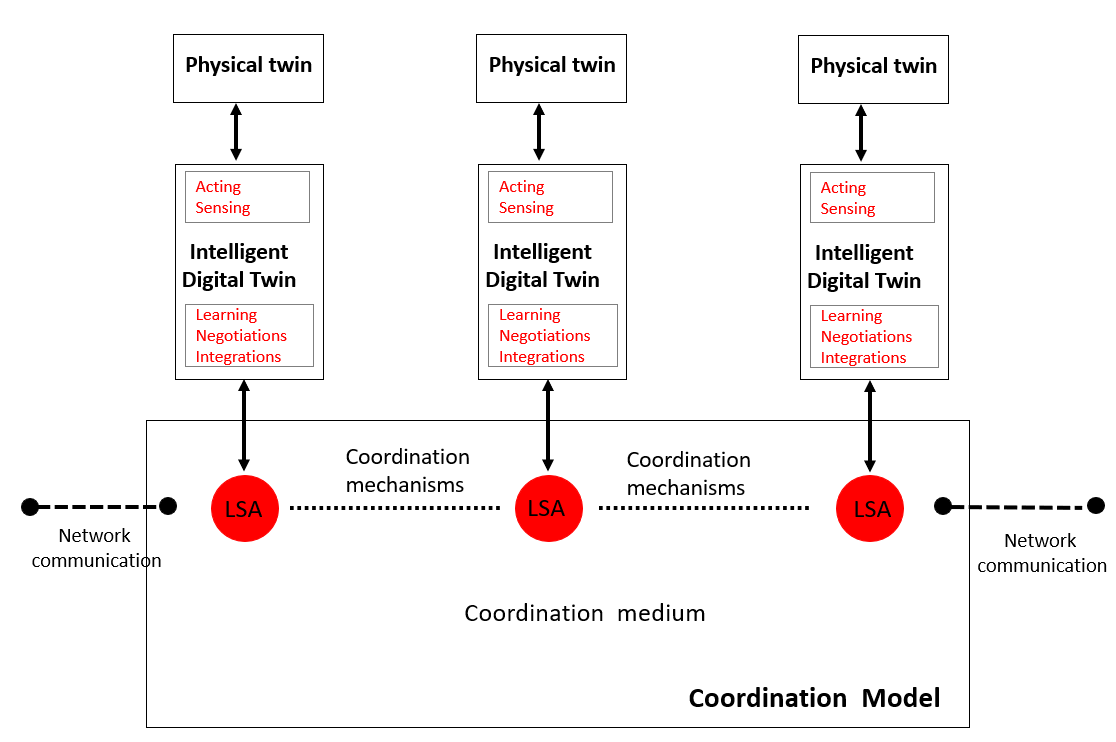 Physical twin
Physical twin
Physical twin
Acting
Sensing
Intelligent
Digital Twin
Learning
Negotiations
Integrations
Acting
Sensing
Intelligent
Digital Twin
Learning
Negotiations
Integrations
Acting
Sensing
Intelligent
Digital Twin
Learning
Negotiations
Integrations
Coordination
mechanisms
Coordination
mechanisms
LSA
LSA
LSA
Network
communication
Network
communication
Coordination medium
Coordination Model